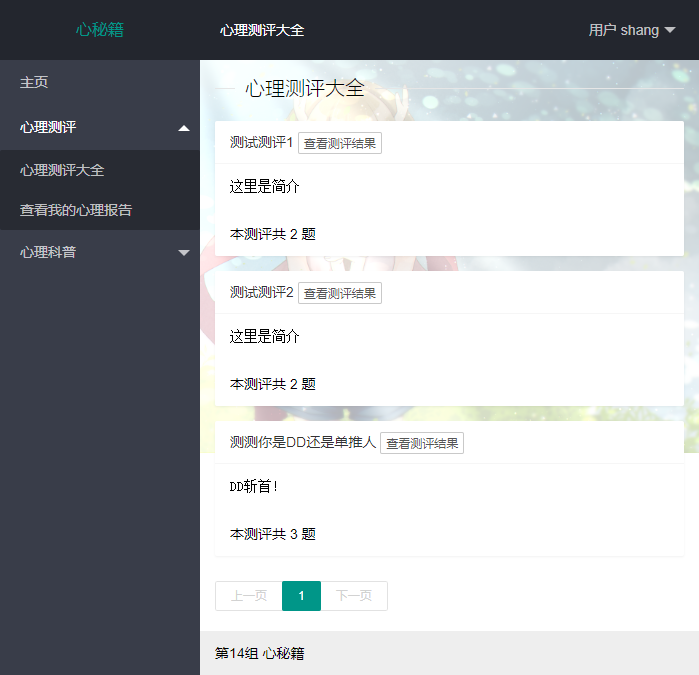 心秘籍
心理测评大全
用户 shang
主页
心理测评
心理测评大全
查看我的心理报告
心理科普
心理测评大全
测试测评1 查看测评结果
这里是简介
本测评共 2 题
测试测评2 查看测评结果
这里是简介
本测评共 2 题
测测你是DD还是单推人 查看测评结果
DD斩首!
本测评共 3 题
上一页 1 下一页
第14组 心秘籍